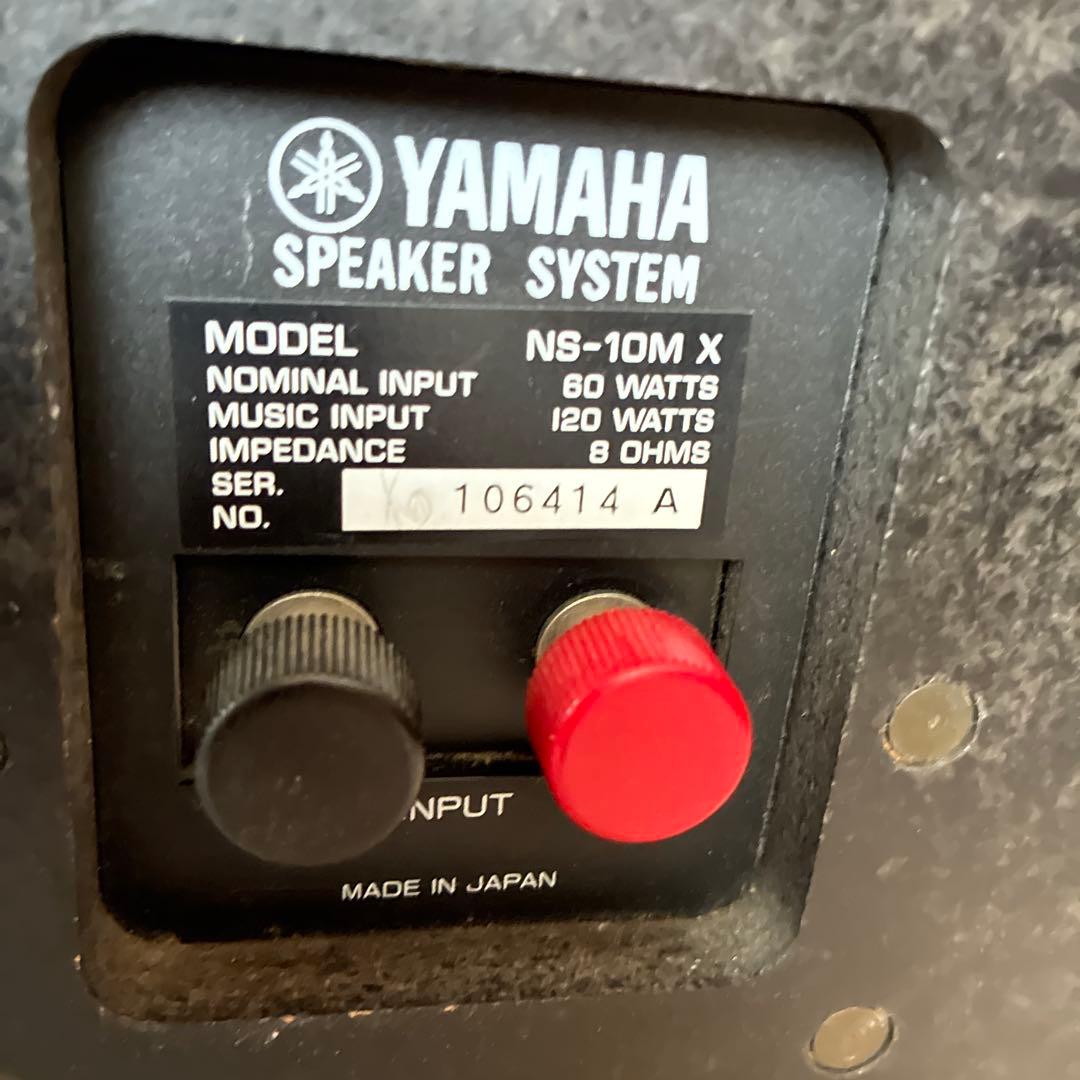 YAMAHA
SPEAKER SYSTEM
MODEL NS-10M X
NOMINAL INPUT 60 WATTS
MUSIC INPUT 120 WATTS
IMPEDANCE 8 OHMS
SER. NO. 106414 A
INPUT
MADE IN JAPAN